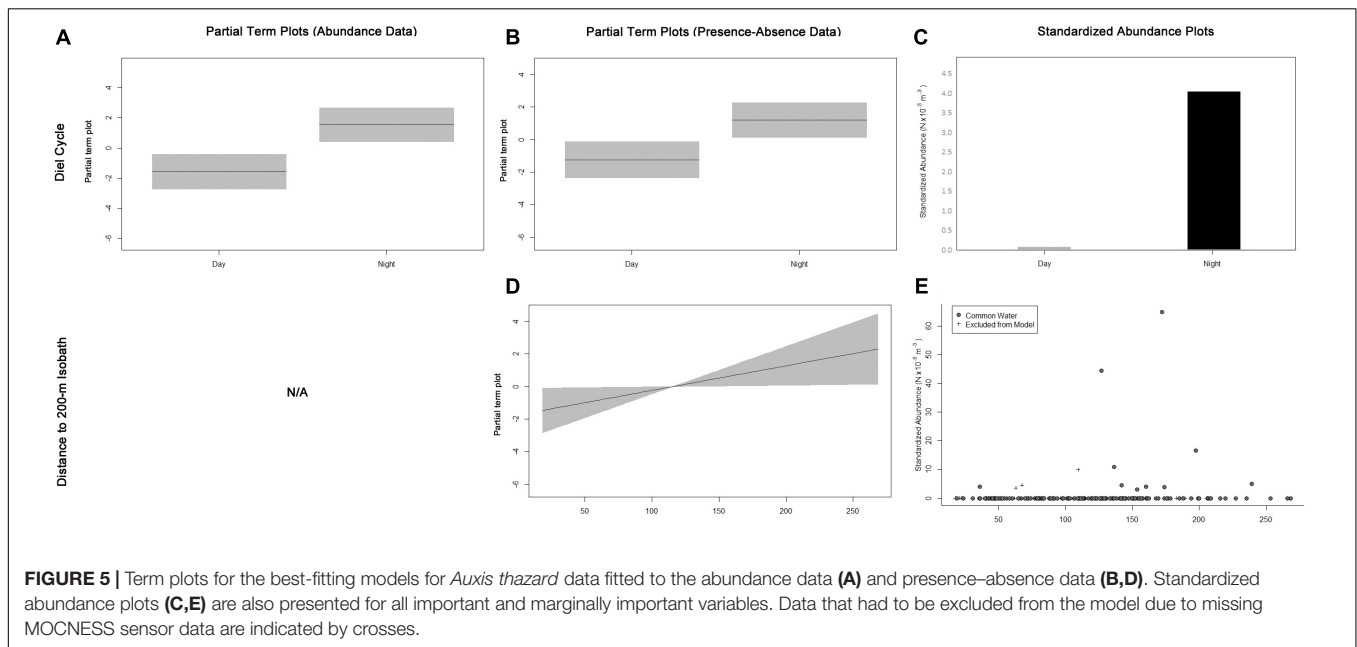 A
Partial Term Plots (Abundance Data)
B
Partial Term Plots (Presence-Absence Data)
C
Standardized Abundance Plots
Diel Cycle
Partial term plot
4
2
0
-2
-4
-6
Day
Night
Partial term plot
4
2
0
-2
-4
-6
Day
Night
Standardized Abundance (N x10⁻⁵ m⁻³)
4.5
4.0
3.5
3.0
2.5
2.0
1.5
1.0
0.5
0.0
Day
Night
Distance to 200-m Isobath
N/A
D
Partial term plot
4
2
0
-2
-4
-6
50
100
150
200
250
E
Standardized Abundance (N x10⁻⁵ m⁻³)
60
50
40
30
20
10
0
Common Water
Excluded from Model
50
100
150
200
250
FIGURE 5 | Term plots for the best-fitting models for Auxis thazard data fitted to the abundance data (A) and presence–absence data (B,D). Standardized
abundance plots (C,E) are also presented for all important and marginally important variables. Data that had to be excluded from the model due to missing
MOCNESS sensor data are indicated by crosses.